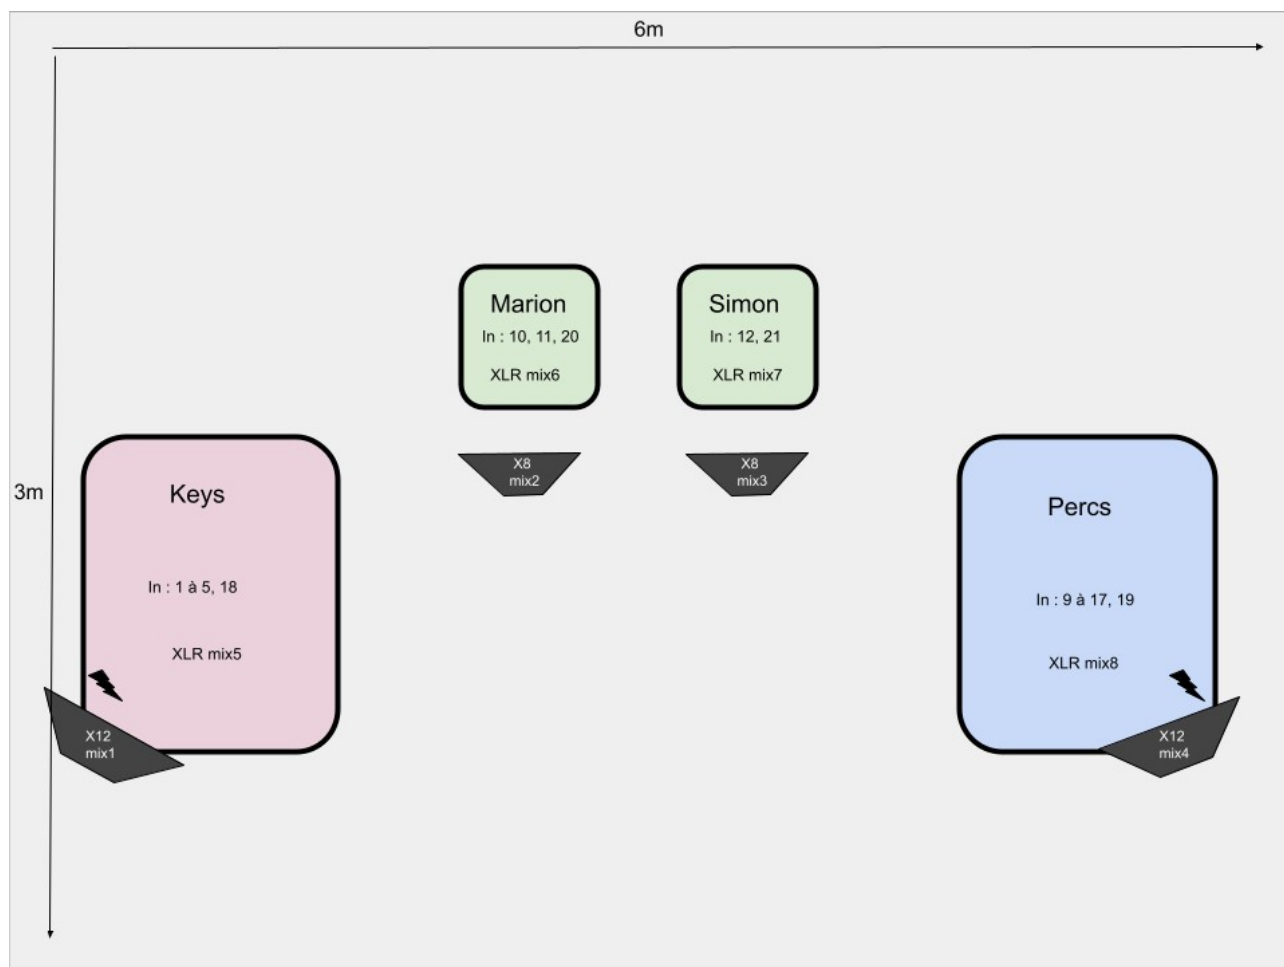 6m
Marion
In : 10, 11, 20
XLR mix6
Simon
In : 12, 21
XLR mix7
X8
mix2
X8
mix3
3m
Keys
In : 1 à 5, 18
XLR mix5
X12
mix1
Percs
In : 9 à 17, 19
XLR mix8
X12
mix4